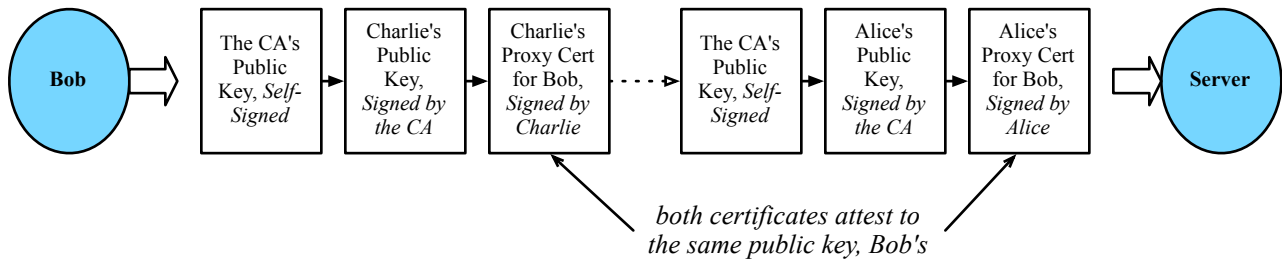 Bob
The CA's
Public
Key, Self-
Signed
Charlie's
Public
Key,
Signed by
the CA
Charlie's
Proxy Cert
for Bob,
Signed by
Charlie
The CA's
Public
Key, Self-
Signed
Alice's
Public
Key,
Signed by
the CA
Alice's
Proxy Cert
for Bob,
Signed by
Alice
Server
both certificates attest to
the same public key, Bob's